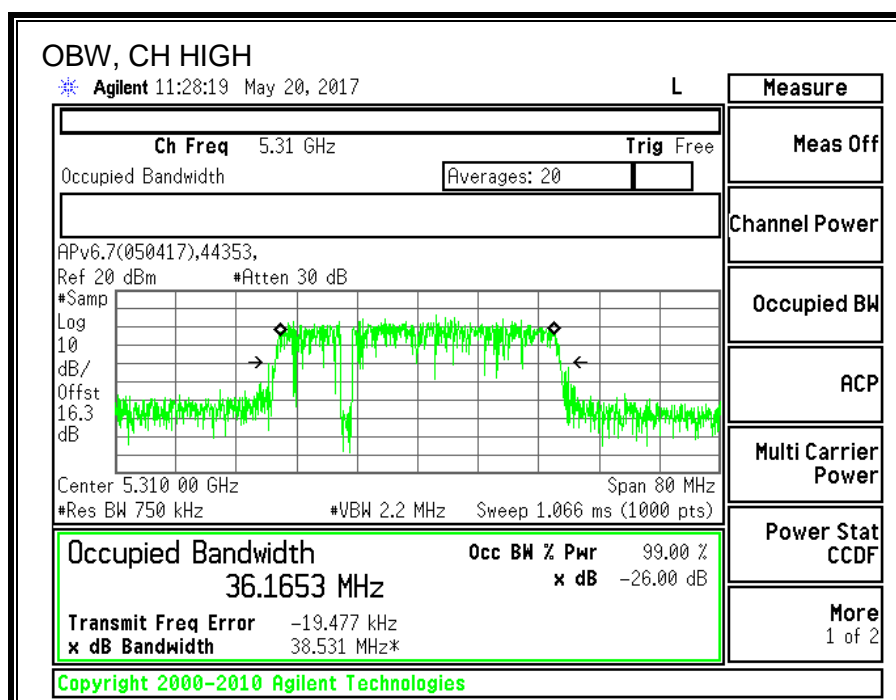 OBW, CH HIGH
Agilent 11:28:19 May 20, 2017 L
Measure
Ch Freq 5.31 GHz Trig Free
Meas Off
Occupied Bandwidth Averages: 20
Channel Power
APv6.7(050417),44353,
Ref 20 dBm #Atten 30 dB
#Samp
Log
10
dB/
Offst
16.3
dB
Occupied BW
ACP
Multi Carrier
Power
Center 5.310 00 GHz Span 80 MHz
#Res BW 750 kHz #VBW 2.2 MHz Sweep 1.066 ms (1000 pts)
Power Stat
CCDF
Occupied Bandwidth Occ BW % Pwr 99.00 %
36.1653 MHz x dB -26.00 dB
Transmit Freq Error -19.477 kHz
x dB Bandwidth 38.531 MHz*
More
1 of 2
Copyright 2000-2010 Agilent Technologies